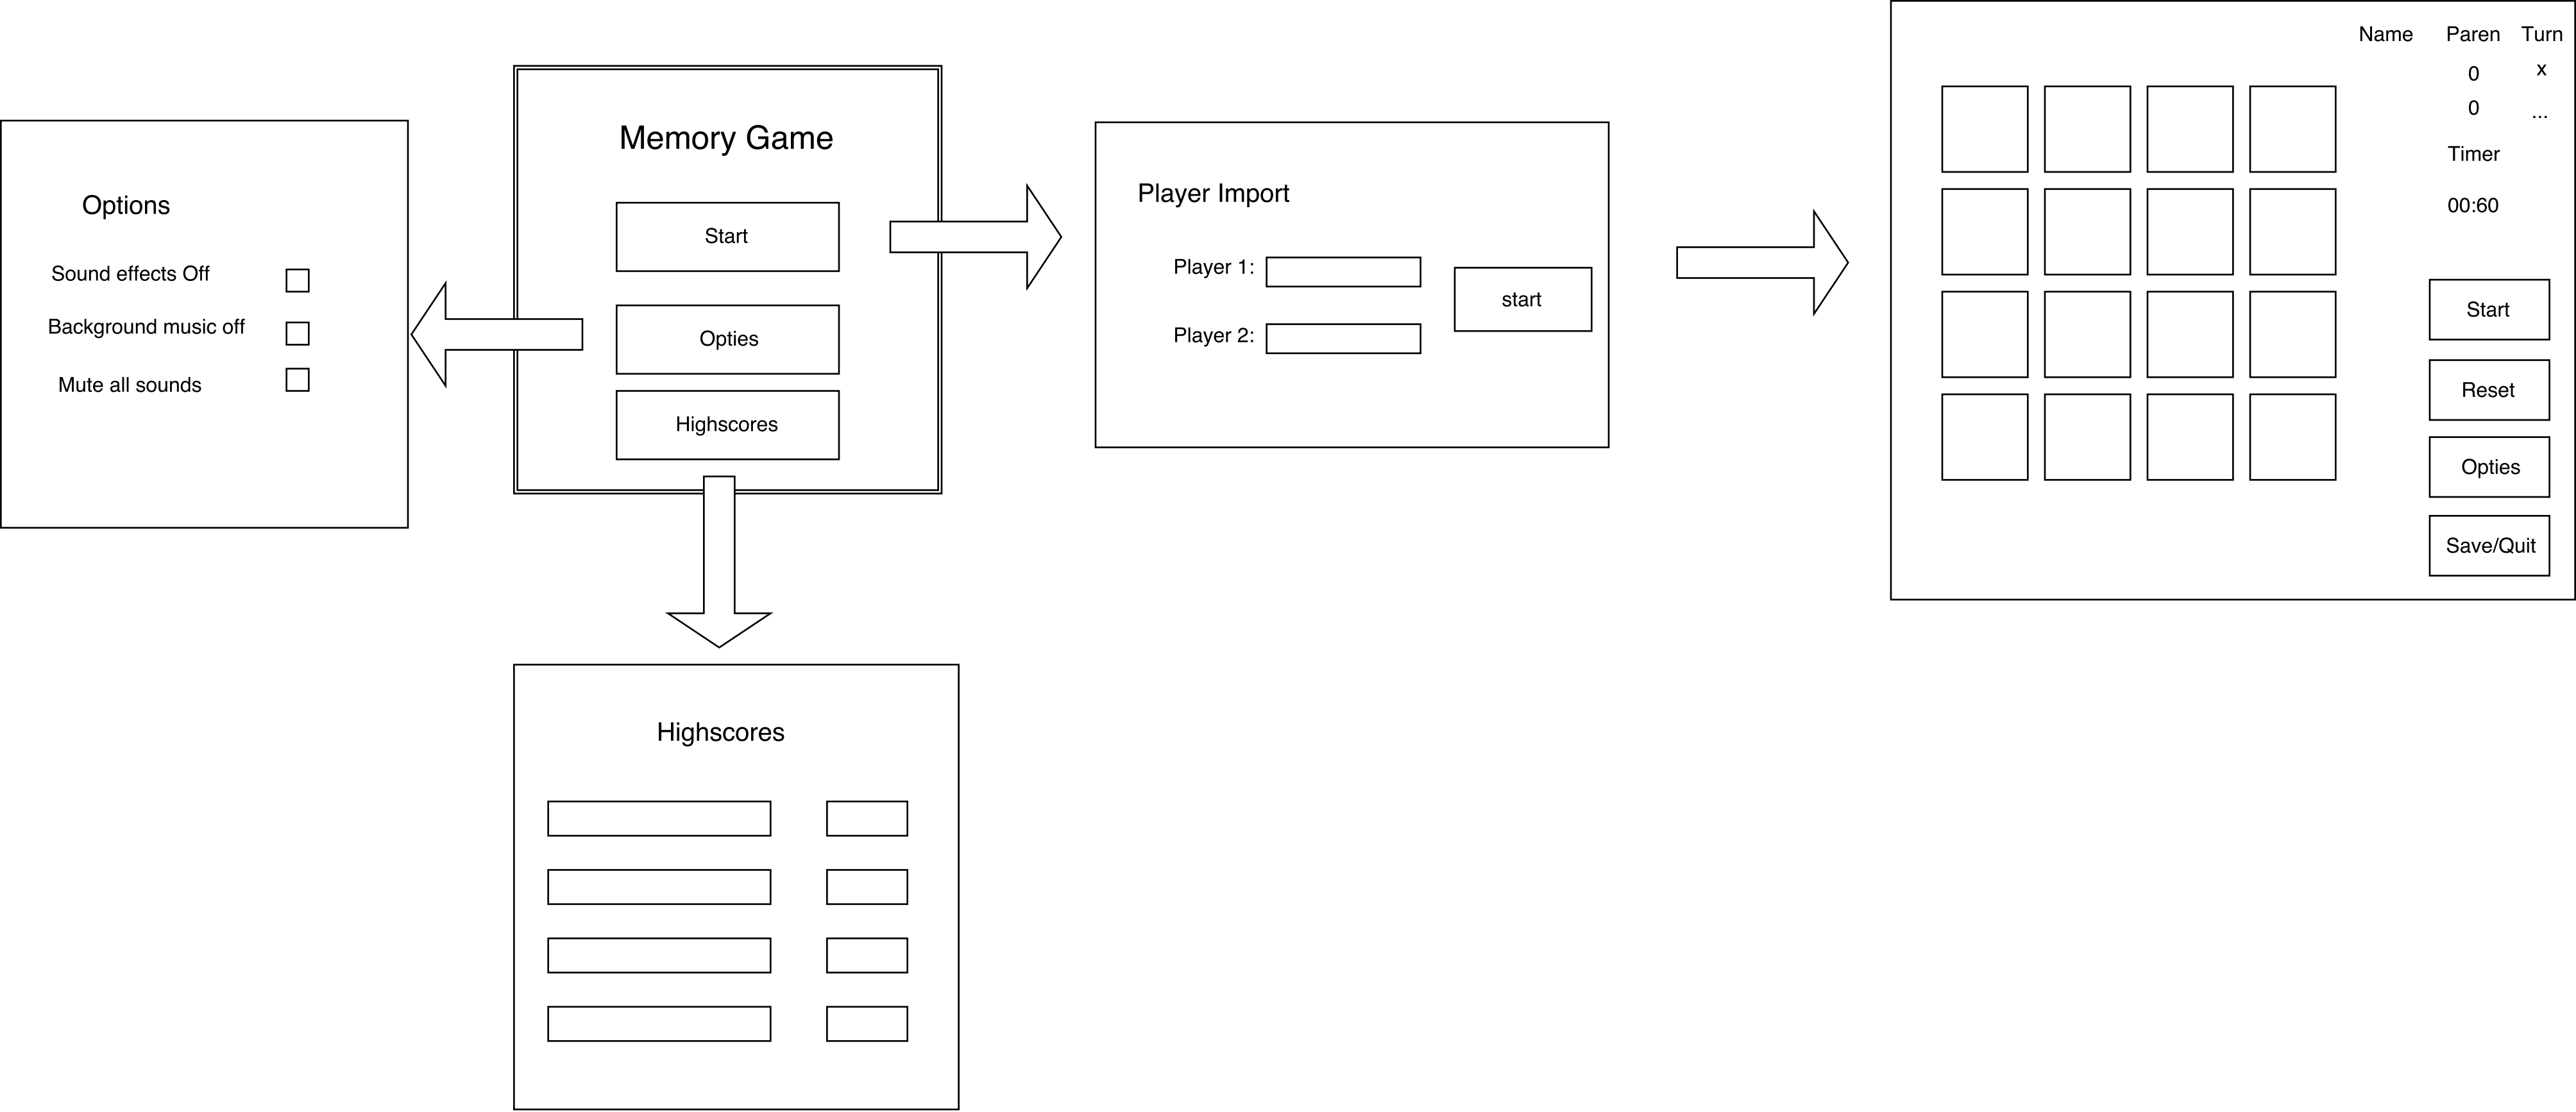 Options
Sound effects Off
Background music off
Mute all sounds
Memory Game
Start
Opties
Highscores
Player Import
Player 1:
Player 2:
start
Name Paren Turn
0 x
0 ...
Timer
00:60
Start
Reset
Opties
Save/Quit
Highscores